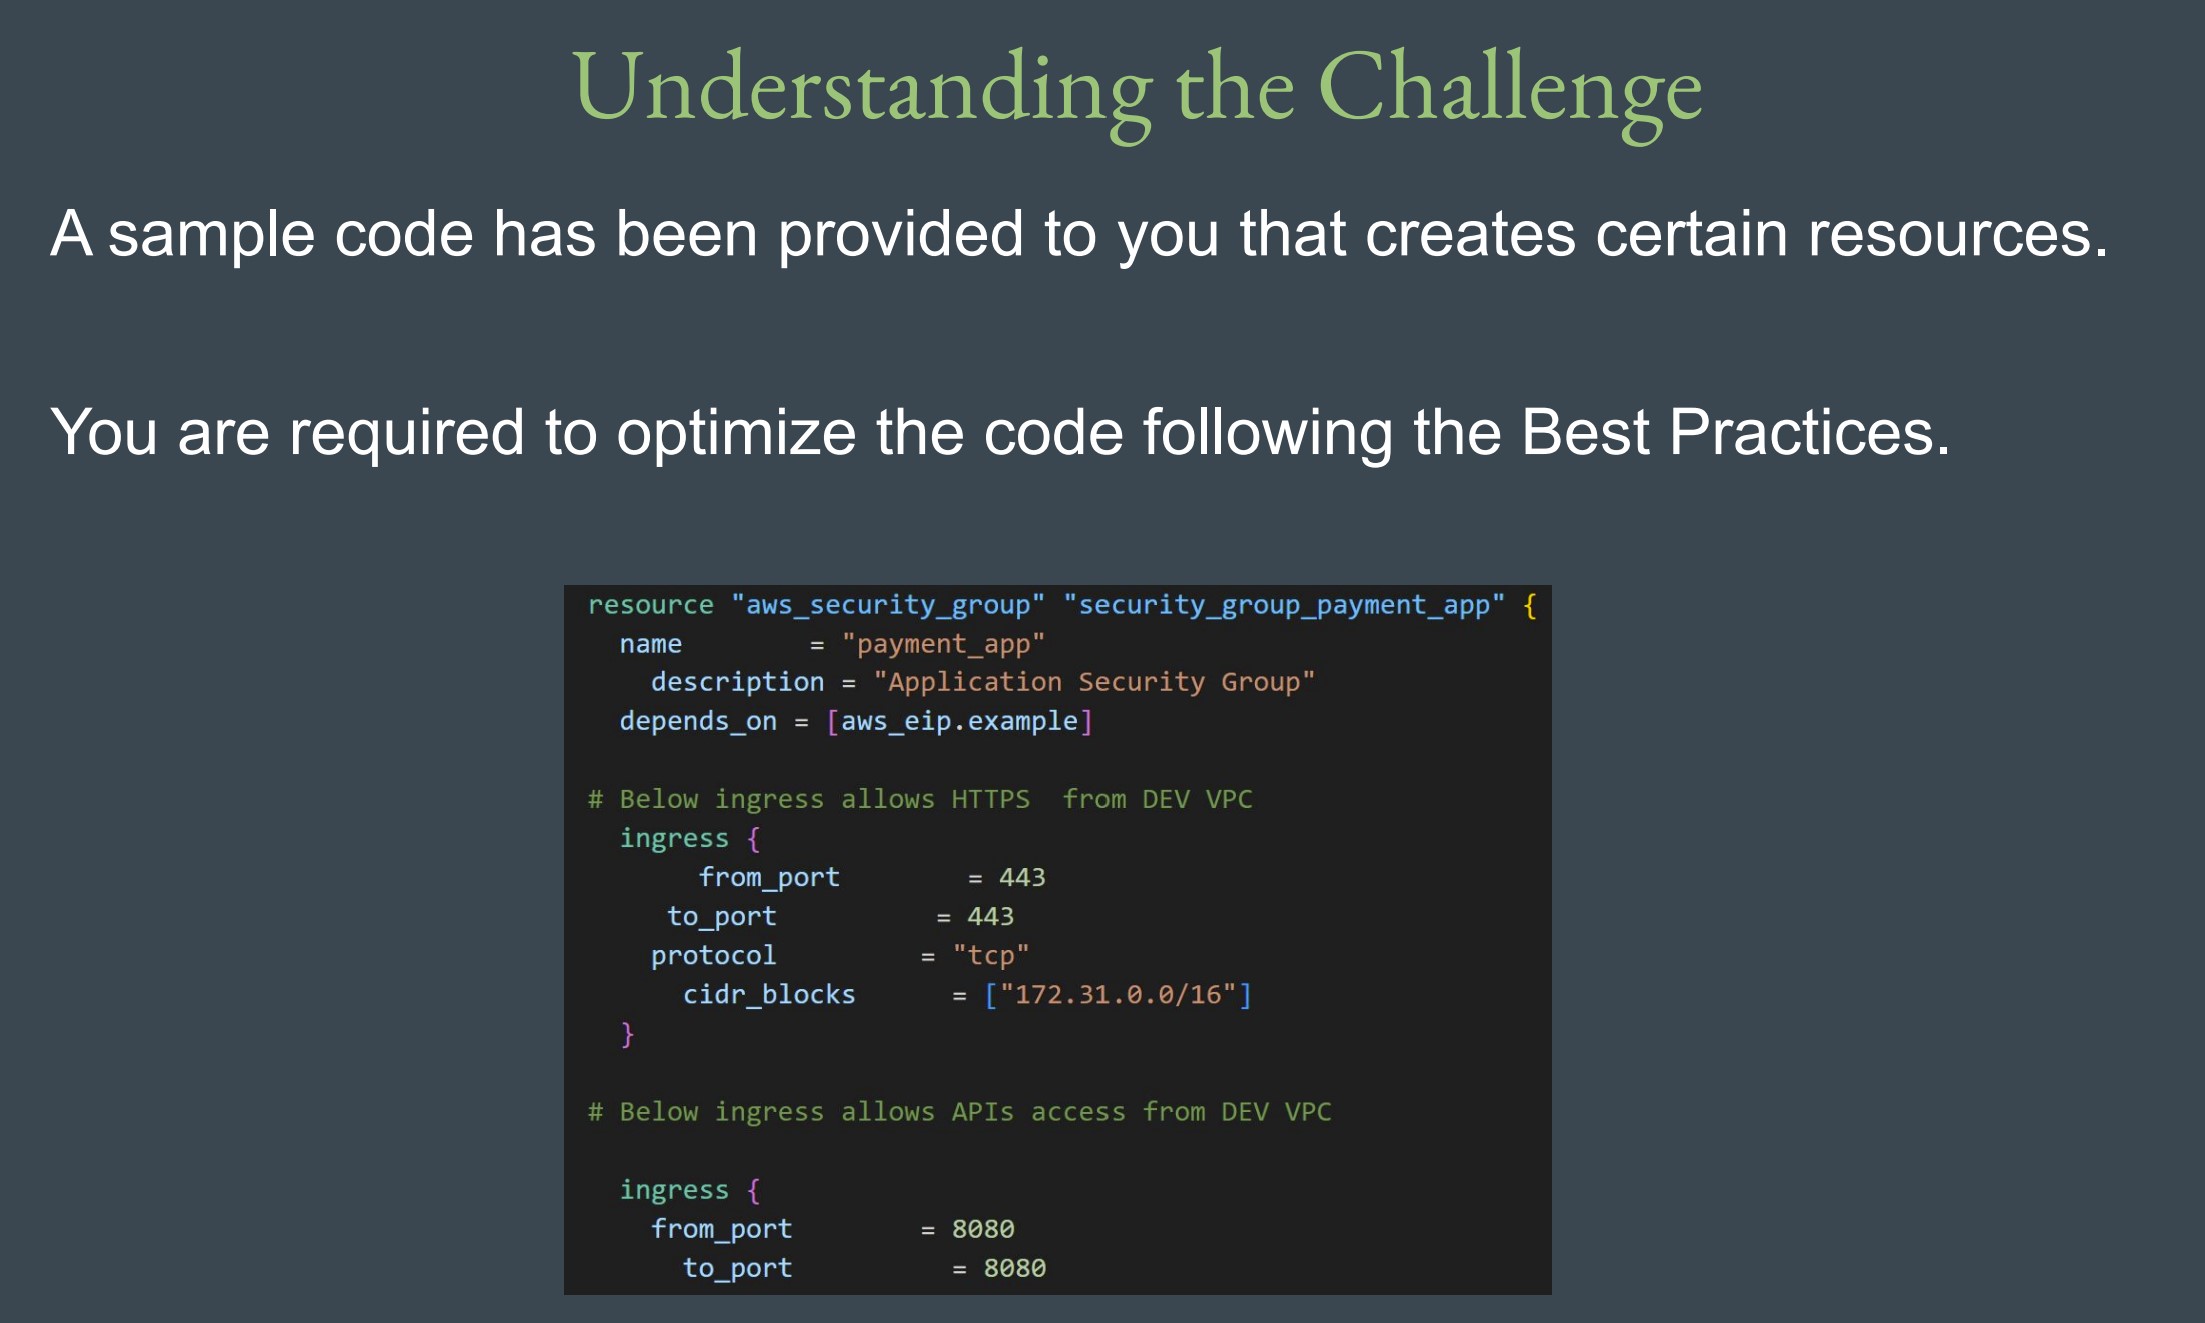 Understanding the Challenge
A sample code has been provided to you that creates certain resources.
You are required to optimize the code following the Best Practices.
resource "aws_security_group" "security_group_payment_app" {
  name        = "payment_app"
    description = "Application Security Group"
  depends_on = [aws_eip.example]
# Below ingress allows HTTPS  from DEV VPC
  ingress {
       from_port        = 443
     to_port          = 443
    protocol         = "tcp"
      cidr_blocks      = ["172.31.0.0/16"]
  }
# Below ingress allows APIs access from DEV VPC
  ingress {
    from_port        = 8080
      to_port          = 8080